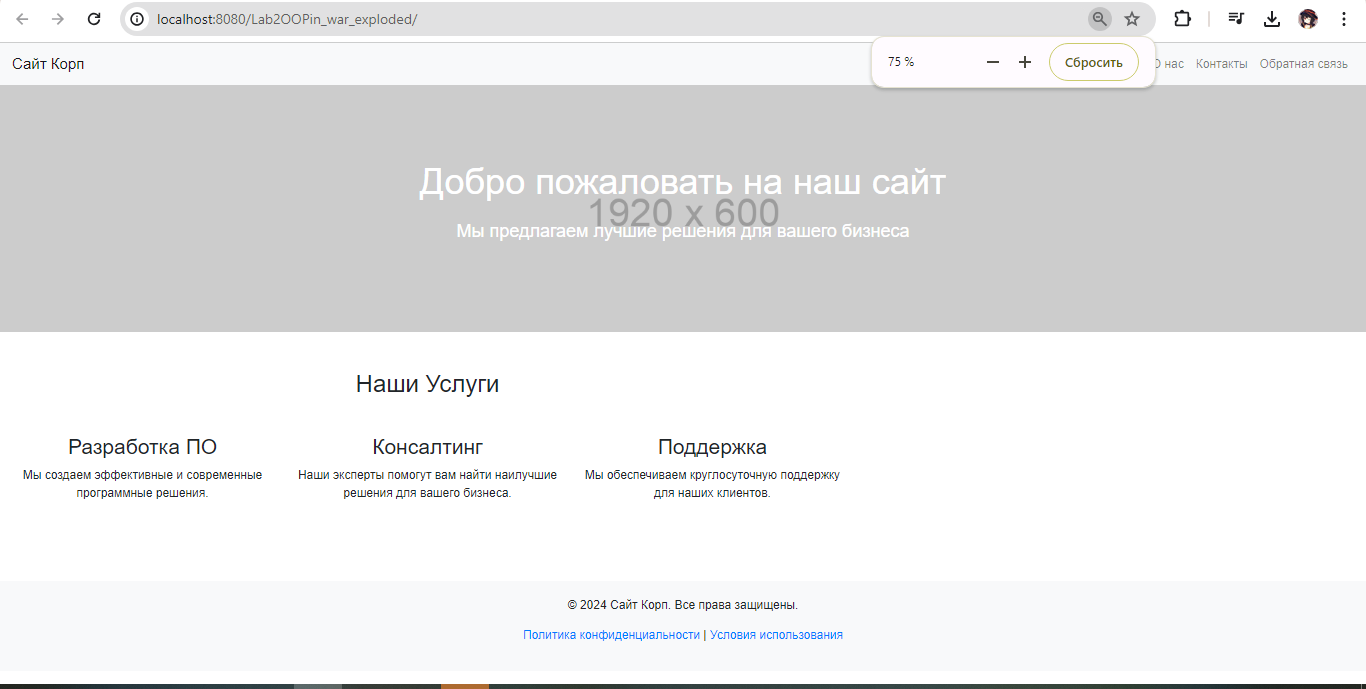 localhost:8080/Lab2OOPin_war_exploded/
75 %
Сбросить
Сайт Корп
О нас Контакты Обратная связь
Добро пожаловать на наш сайт
1920 x 600
Мы предлагаем лучшие решения для вашего бизнеса
Наши Услуги
Разработка ПО
Мы создаем эффективные и современные
программные решения.
Консалтинг
Наши эксперты помогут вам найти наилучшие
решения для вашего бизнеса.
Поддержка
Мы обеспечиваем круглосуточную поддержку
для наших клиентов.
© 2024 Сайт Корп. Все права защищены.
Политика конфиденциальности | Условия использования